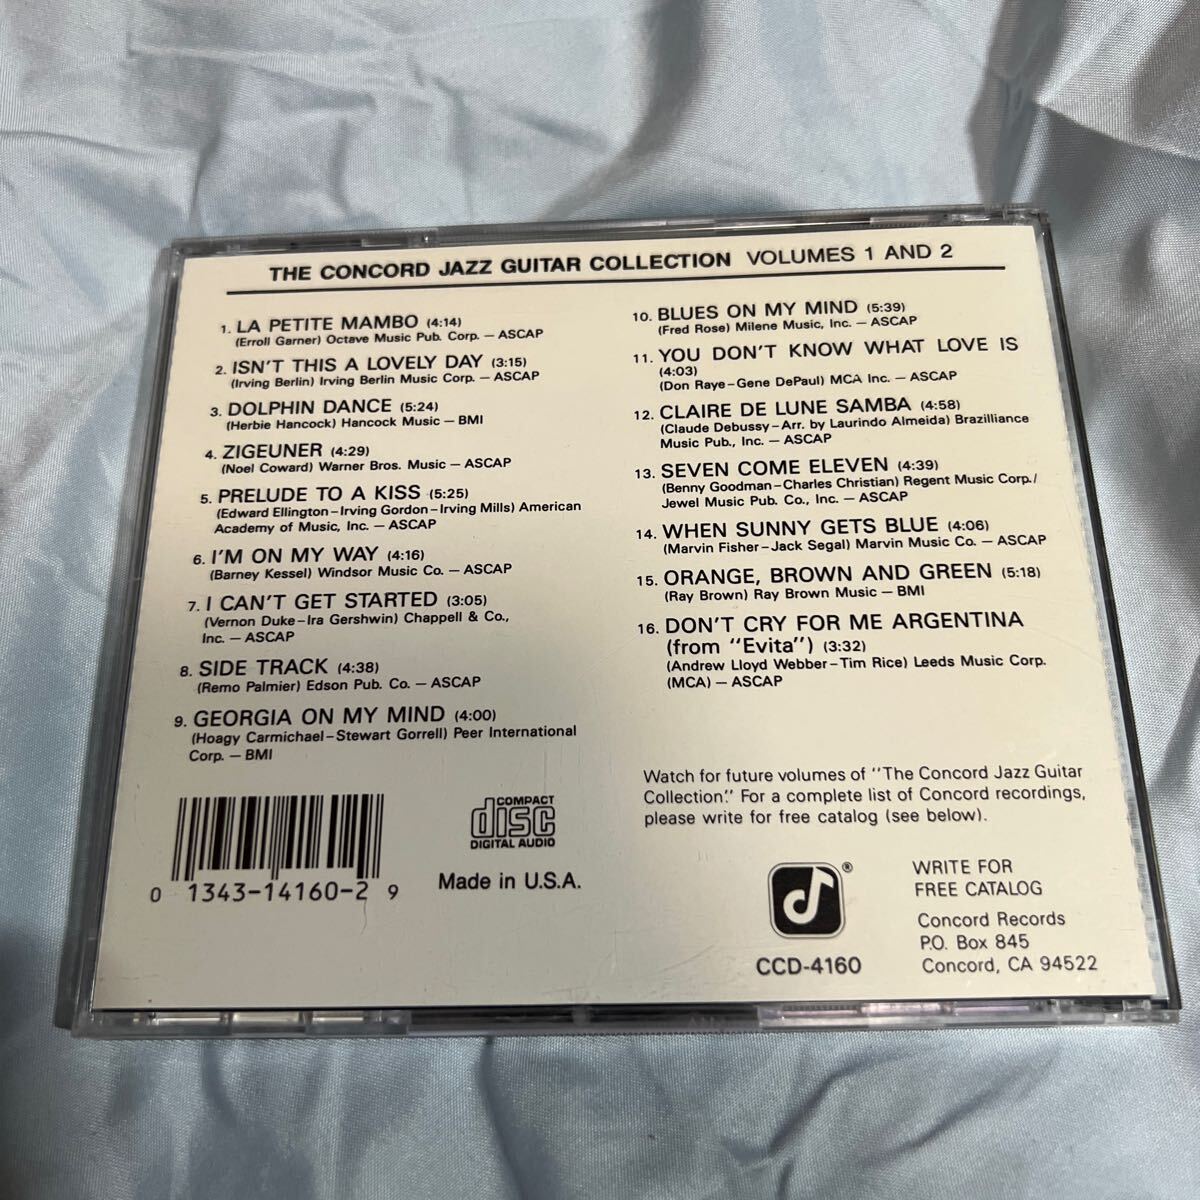 THE CONCORD JAZZ GUITAR COLLECTION VOLUMES 1 AND 2
1. LA PETITE MAMBO (4:14)
(Erroll Garner) Octave Music Pub. Corp. – ASCAP
2. ISN'T THIS A LOVELY DAY (3:15)
(Irving Berlin) Irving Berlin Music Corp. – ASCAP
3. DOLPHIN DANCE (5:24)
(Herbie Hancock) Hancock Music – BMI
4. ZIGEUNER (4:29)
(Noel Coward) Warner Bros. Music – ASCAP
5. PRELUDE TO A KISS (5:25)
(Edward Ellington–Irving Gordon–Irving Mills) American
Academy of Music, Inc. – ASCAP
6. I'M ON MY WAY (4:16)
(Barney Kessel) Windsor Music Co. – ASCAP
7. I CAN'T GET STARTED (3:05)
(Vernon Duke–Ira Gershwin) Chappell & Co.,
Inc. – ASCAP
8. SIDE TRACK (4:38)
(Remo Palmier) Edson Pub. Co. – ASCAP
9. GEORGIA ON MY MIND (4:00)
(Hoagy Carmichael–Stewart Gorrell) Peer International
Corp. – BMI
10. BLUES ON MY MIND (5:39)
(Fred Rose) Milene Music, Inc. – ASCAP
11. YOU DON'T KNOW WHAT LOVE IS
(4:03)
(Don Raye–Gene DePaul) MCA Inc. – ASCAP
12. CLAIRE DE LUNE SAMBA (4:58)
(Claude Debussy–Arr. by Laurindo Almeida) Brazilliance
Music Pub., Inc. – ASCAP
13. SEVEN COME ELEVEN (4:39)
(Benny Goodman–Charles Christian) Regent Music Corp./
Jewel Music Pub. Co., Inc. – ASCAP
14. WHEN SUNNY GETS BLUE (4:06)
(Marvin Fisher–Jack Segal) Marvin Music Co. – ASCAP
15. ORANGE, BROWN AND GREEN (5:18)
(Ray Brown) Ray Brown Music – BMI
16. DON'T CRY FOR ME ARGENTINA
(from "Evita") (3:32)
(Andrew Lloyd Webber–Tim Rice) Leeds Music Corp.
(MCA) – ASCAP
Watch for future volumes of "The Concord Jazz Guitar
Collection." For a complete list of Concord recordings,
please write for free catalog (see below).
0 1343-14160-2 9
COMPACT
disc
DIGITAL AUDIO
Made in U.S.A.
®
CCD-4160
WRITE FOR
FREE CATALOG
Concord Records
P.O. Box 845
Concord, CA 94522